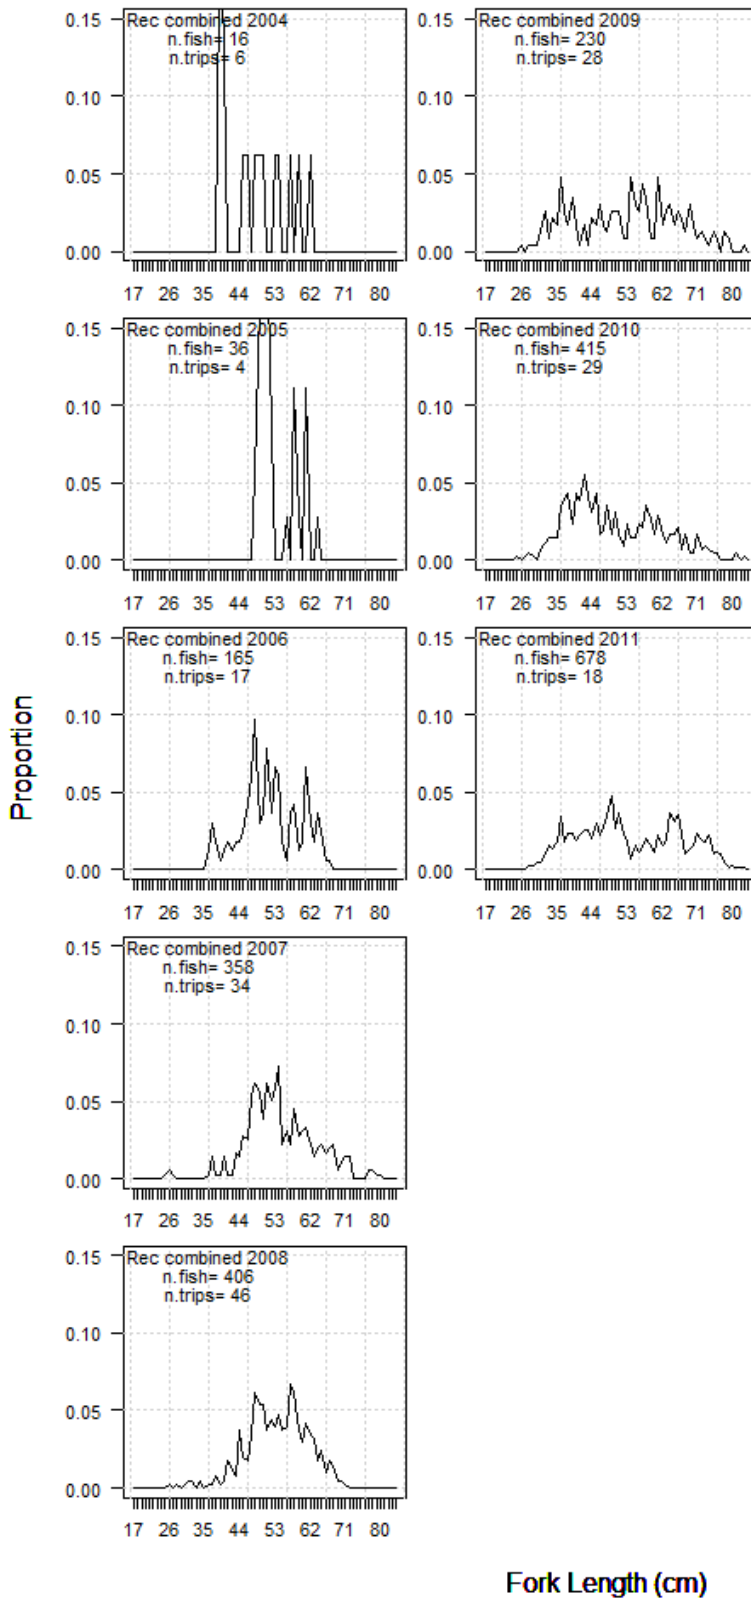 Rec combined 2004
n.fish= 16
n.trips= 6
0.15
0.10
0.05
0.00
17 26 35 44 53 62 71 80
Rec combined 2005
n.fish= 36
n.trips= 4
0.15
0.10
0.05
0.00
17 26 35 44 53 62 71 80
Rec combined 2006
n.fish= 165
n.trips= 17
0.15
0.10
0.05
0.00
17 26 35 44 53 62 71 80
Rec combined 2007
n.fish= 358
n.trips= 34
0.15
0.10
0.05
0.00
17 26 35 44 53 62 71 80
Rec combined 2008
n.fish= 406
n.trips= 46
0.15
0.10
0.05
0.00
17 26 35 44 53 62 71 80
Rec combined 2009
n.fish= 230
n.trips= 28
0.15
0.10
0.05
0.00
17 26 35 44 53 62 71 80
Rec combined 2010
n.fish= 415
n.trips= 29
0.15
0.10
0.05
0.00
17 26 35 44 53 62 71 80
Rec combined 2011
n.fish= 678
n.trips= 18
0.15
0.10
0.05
0.00
17 26 35 44 53 62 71 80
Proportion
Fork Length (cm)